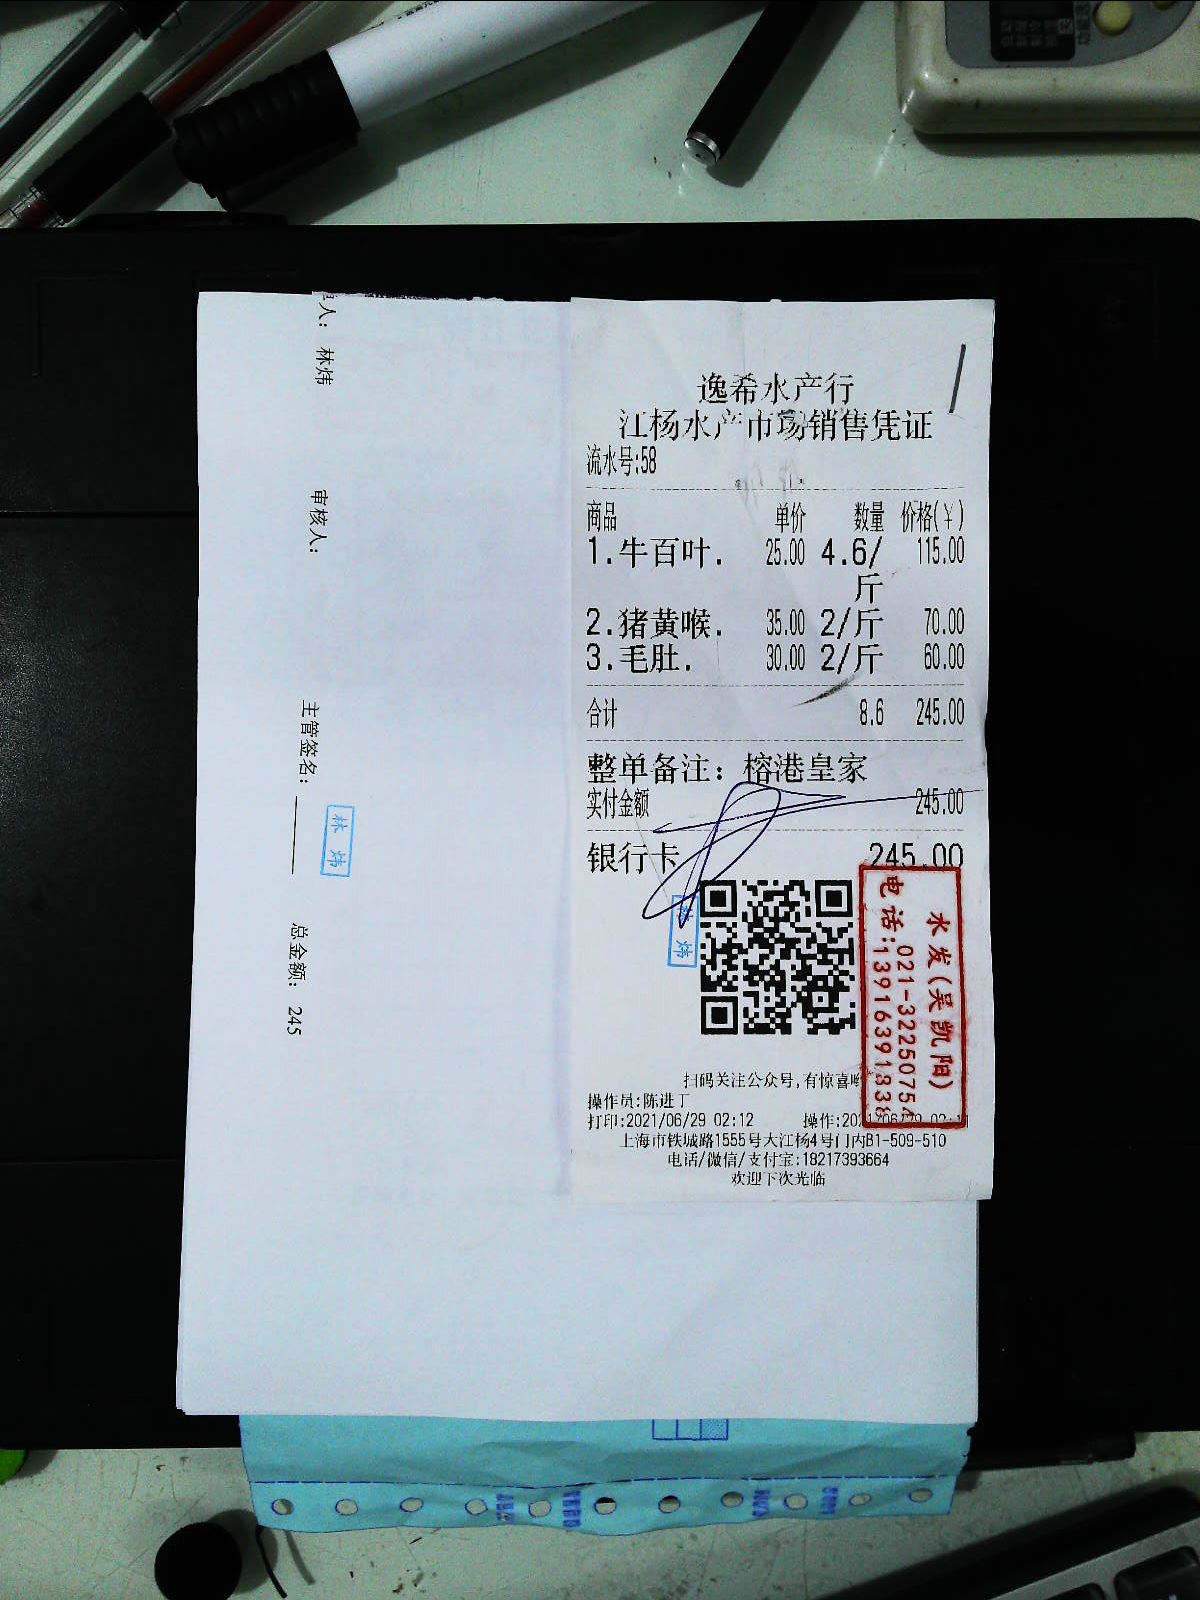 逸希水产行
江杨水产市场销售凭证
流水号:58
商品 单价 数量 价格(¥)
1.牛百叶. 25.00 4.6/斤 115.00
2.猪黄喉. 35.00 2/斤 70.00
3.毛肚. 30.00 2/斤 60.00
合计 8.6 245.00
整单备注: 榕港皇家
实付金额 245.00
银行卡 245.00
扫码关注公众号,有惊喜
操作员:陈进丁
打印:2021/06/29 02:12 操作:2021/06/29
上海市铁城路1555号大江杨4号门内B1-509-510
电话/微信/支付宝:18217393664
欢迎下次光临
水发(吴凯阳)
电话:021-32250754
13916391338
林炜
人: 林炜
审核人:
主管签名:
总金额: 245
林炜